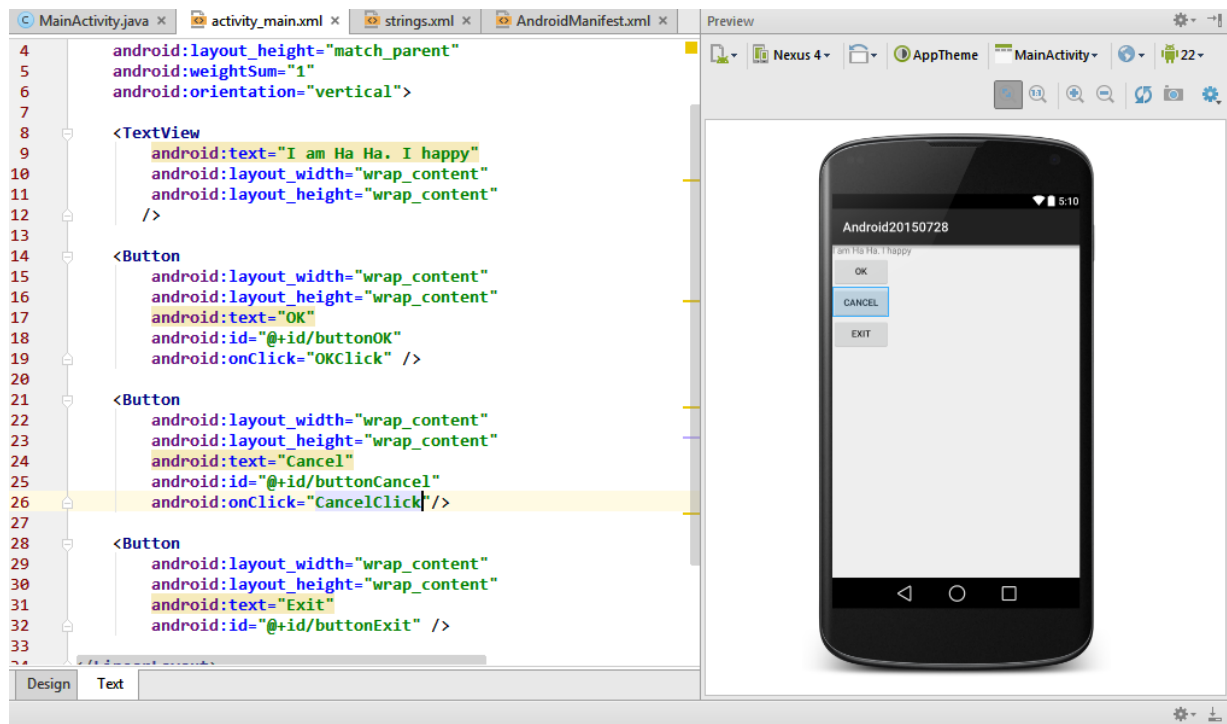 MainActivity.java × activity_main.xml × strings.xml × AndroidManifest.xml ×
4 android:layout_height="match_parent"
5 android:weightSum="1"
6 android:orientation="vertical">
7
8 <TextView
9 android:text="I am Ha Ha. I happy"
10 android:layout_width="wrap_content"
11 android:layout_height="wrap_content"
12 />
13
14 <Button
15 android:layout_width="wrap_content"
16 android:layout_height="wrap_content"
17 android:text="OK"
18 android:id="@+id/buttonOK"
19 android:onClick="OKClick" />
20
21 <Button
22 android:layout_width="wrap_content"
23 android:layout_height="wrap_content"
24 android:text="Cancel"
25 android:id="@+id/buttonCancel"
26 android:onClick="CancelClick"/>
27
28 <Button
29 android:layout_width="wrap_content"
30 android:layout_height="wrap_content"
31 android:text="Exit"
32 android:id="@+id/buttonExit" />
33
Design Text
Preview
Nexus 4 AppTheme MainActivity 22
5:10
Android20150728
I am Ha Ha. I happy
OK
CANCEL
EXIT